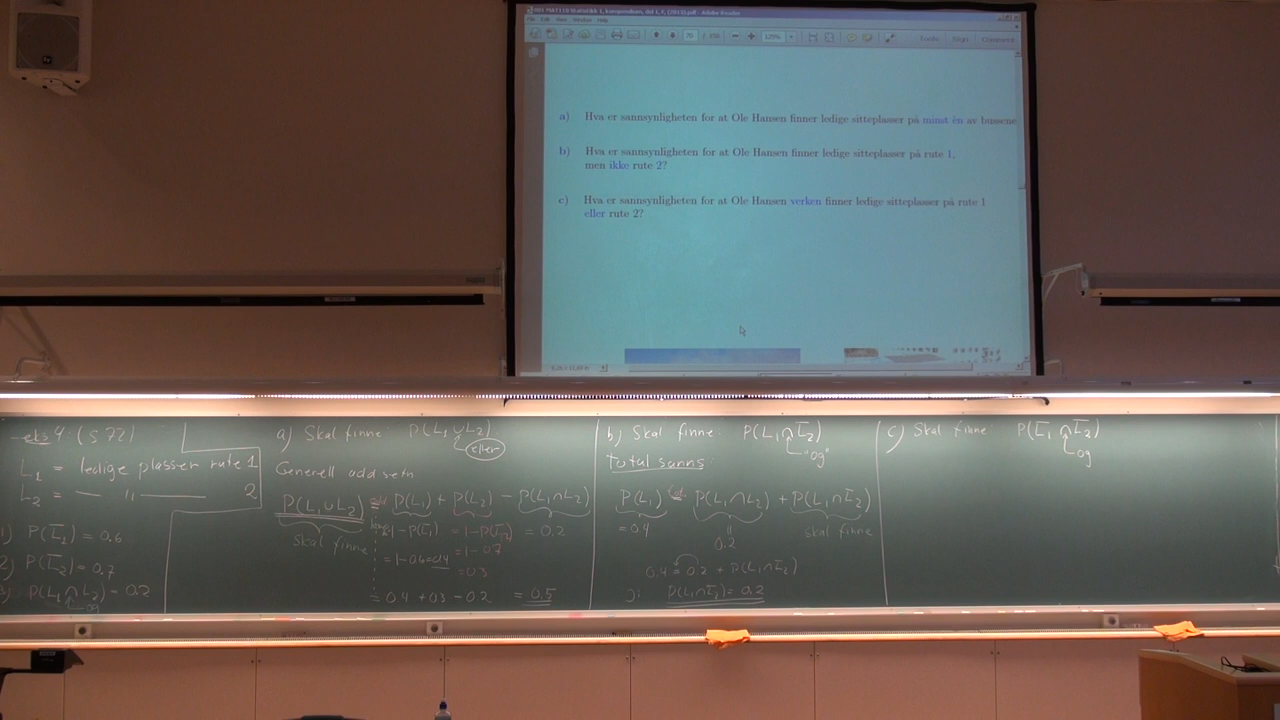 a) Hva er sannsynligheten for at Ole Hansen finner ledige sitteplasser på minst én av bussene
b) Hva er sannsynligheten for at Ole Hansen finner ledige sitteplasser på rute 1,
men ikke rute 2?
c) Hva er sannsynligheten for at Ole Hansen verken finner ledige sitteplasser på rute 1
eller rute 2?
eks 4: (s 72)
L₁ = ledige plasser rute 1
L₂ = — " — 2
1) P(L̅₂) = 0.6
2) P(L̅₂) = 0.7
3) P(L₁∩L₂) = 0.2
og
a) Skal finne P(L₁∪L₂)
eller
Generell add setn
P(L₁∪L₂) = P(L₁) + P(L₂) − P(L₁∩L₂)
Skal finne
= 1−P(L̅₁) = 1−P(L̅₂) = 0.2
= 1−0.6=0.4 = 1−0.7
= 0.3
= 0.4 + 0.3 − 0.2 = 0.5
b) Skal finne P(L₁∩L̅₂)
"og"
Total sanns.
P(L₁) = P(L₁∩L₂) + P(L₁∩L̅₂)
= 0.4 = 0.2 skal finne
0.4 = 0.2 + P(L₁∩L̅₂)
P(L₁∩L̅₂) = 0.2
c) Skal finne P(L̅₁∩L̅₂)
og